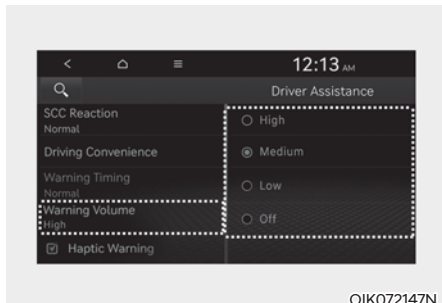 12:13 AM
Driver Assistance
SCC Reaction
Normal
Driving Convenience
Warning Timing
Normal
Warning Volume
High
Haptic Warning
High
Medium
Low
Off
OIK072147N